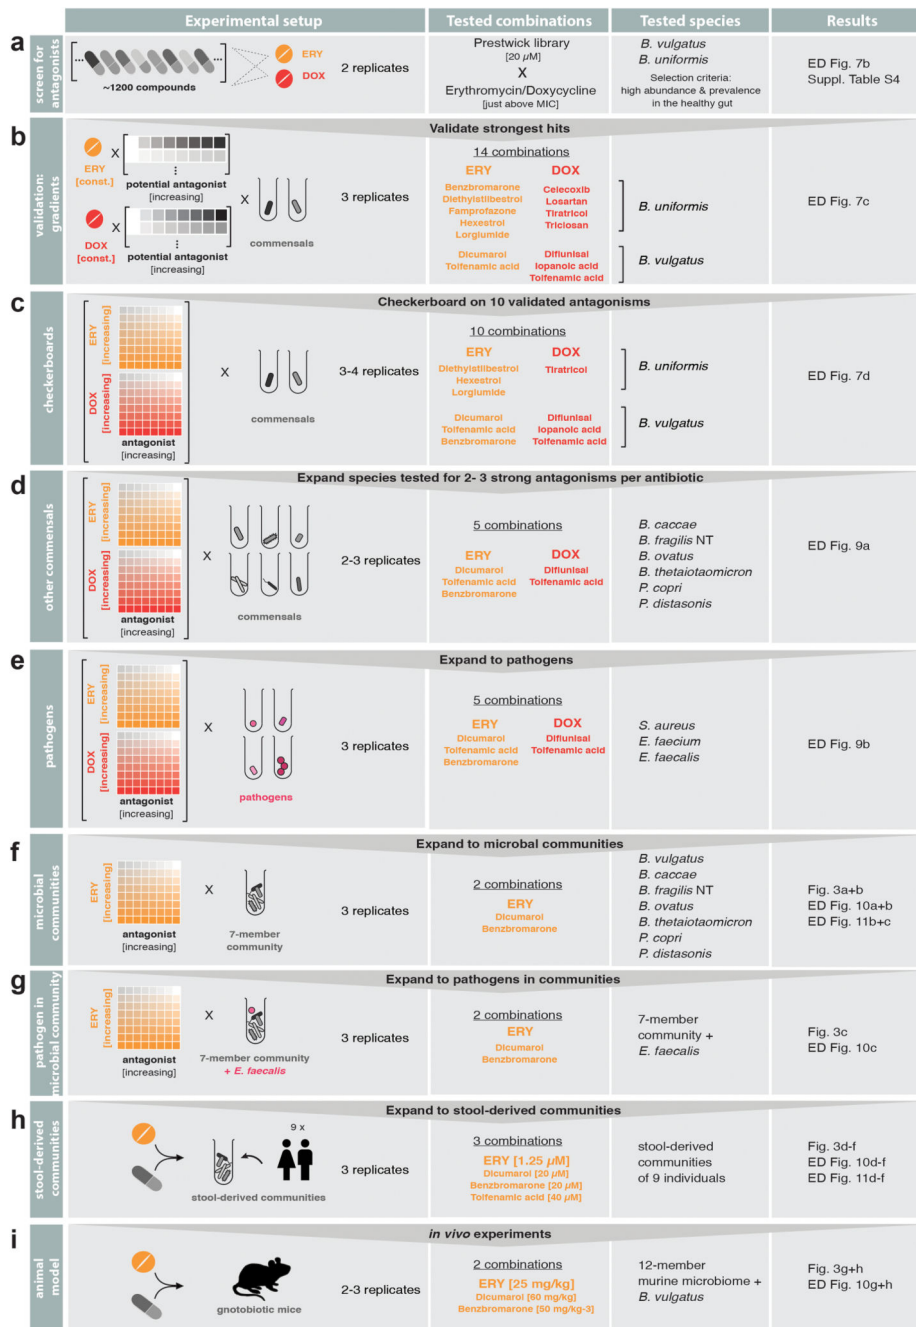 Experimental setup
Tested combinations
Tested species
Results
a
screen for
antagonists
[...
...]
~1200 compounds
ERY
DOX
2 replicates
Prestwick library
[20 µM]
X
Erythromycin/Doxycycline
[just above MIC]
B. vulgatus
B. uniformis
Selection criteria:
high abundance & prevalence
in the healthy gut
ED Fig. 7b
Suppl. Table S4
b
validation:
gradients
Validate strongest hits
ERY
[const.]
X
potential antagonist
[increasing]
DOX
[const.]
X
potential antagonist
[increasing]
X
commensals
3 replicates
14 combinations
ERY
Benzbromarone
Diethylstilbestrol
Famprofazone
Hexestrol
Lorglumide
DOX
Celecoxib
Losartan
Tiratricol
Triclosan
B. uniformis
Dicumarol
Tolfenamic acid
Diflunisal
Iopanoic acid
Tolfenamic acid
B. vulgatus
ED Fig. 7c
c
checkerboards
Checkerboard on 10 validated antagonisms
ERY
[increasing]
DOX
[increasing]
antagonist
[increasing]
X
commensals
3-4 replicates
10 combinations
ERY
Diethylstilbestrol
Hexestrol
Lorglumide
DOX
Tiratricol
B. uniformis
Dicumarol
Tolfenamic acid
Benzbromarone
Diflunisal
Iopanoic acid
Tolfenamic acid
B. vulgatus
ED Fig. 7d
d
other commensals
Expand species tested for 2- 3 strong antagonisms per antibiotic
ERY
[increasing]
DOX
[increasing]
antagonist
[increasing]
X
commensals
2-3 replicates
5 combinations
ERY
Dicumarol
Tolfenamic acid
Benzbromarone
DOX
Diflunisal
Tolfenamic acid
B. caccae
B. fragilis NT
B. ovatus
B. thetaiotaomicron
P. copri
P. distasonis
ED Fig. 9a
e
pathogens
Expand to pathogens
ERY
[increasing]
DOX
[increasing]
antagonist
[increasing]
X
pathogens
3 replicates
5 combinations
ERY
Dicumarol
Tolfenamic acid
Benzbromarone
DOX
Diflunisal
Tolfenamic acid
S. aureus
E. faecium
E. faecalis
ED Fig. 9b
f
microbial
communities
Expand to microbal communities
ERY
[increasing]
antagonist
[increasing]
X
7-member
community
3 replicates
2 combinations
ERY
Dicumarol
Benzbromarone
B. vulgatus
B. caccae
B. fragilis NT
B. ovatus
B. thetaiotaomicron
P. copri
P. distasonis
Fig. 3a+b
ED Fig. 10a+b
ED Fig. 11b+c
g
pathogen in
microbial community
Expand to pathogens in communities
ERY
[increasing]
antagonist
[increasing]
X
7-member community
+ E. faecalis
3 replicates
2 combinations
ERY
Dicumarol
Benzbromarone
7-member
community +
E. faecalis
Fig. 3c
ED Fig. 10c
h
stool-derived
communities
Expand to stool-derived communities
9 x
stool-derived communities
3 replicates
3 combinations
ERY [1.25 µM]
Dicumarol [20 µM]
Benzbromarone [20 µM]
Tolfenamic acid [40 µM]
stool-derived
communities
of 9 individuals
Fig. 3d-f
ED Fig. 10d-f
ED Fig. 11d-f
i
animal
model
in vivo experiments
gnotobiotic mice
2-3 replicates
2 combinations
ERY [25 mg/kg]
Dicumarol [60 mg/kg]
Benzbromarone [50 mg/kg-3]
12-member
murine microbiome +
B. vulgatus
Fig. 3g+h
ED Fig. 10g+h